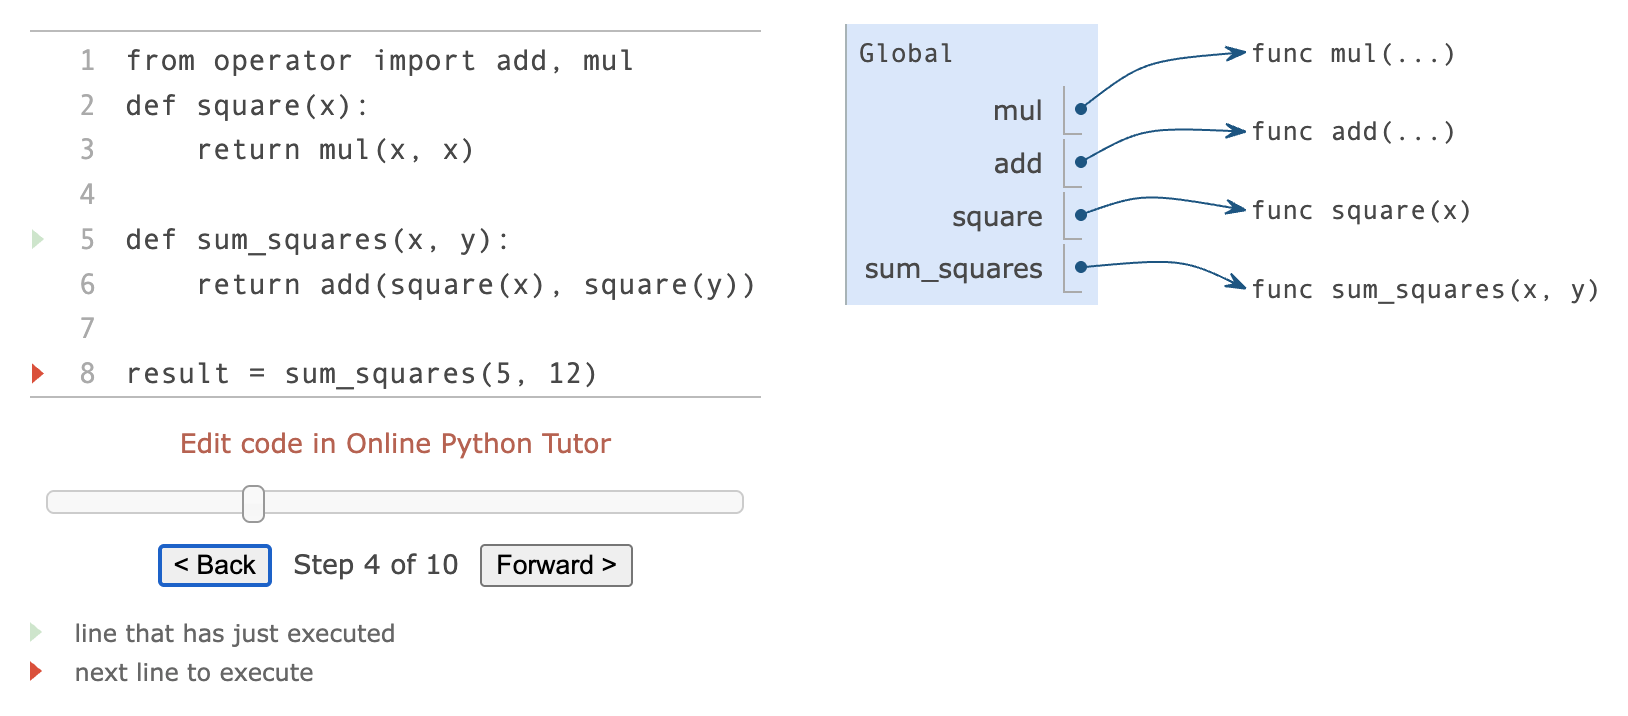 1 from operator import add, mul
2 def square(x):
3     return mul(x, x)
4
5 def sum_squares(x, y):
6     return add(square(x), square(y))
7
8 result = sum_squares(5, 12)
Edit code in Online Python Tutor
< Back Step 4 of 10 Forward >
line that has just executed
next line to execute
Global
mul
add
square
sum_squares
func mul(...)
func add(...)
func square(x)
func sum_squares(x, y)